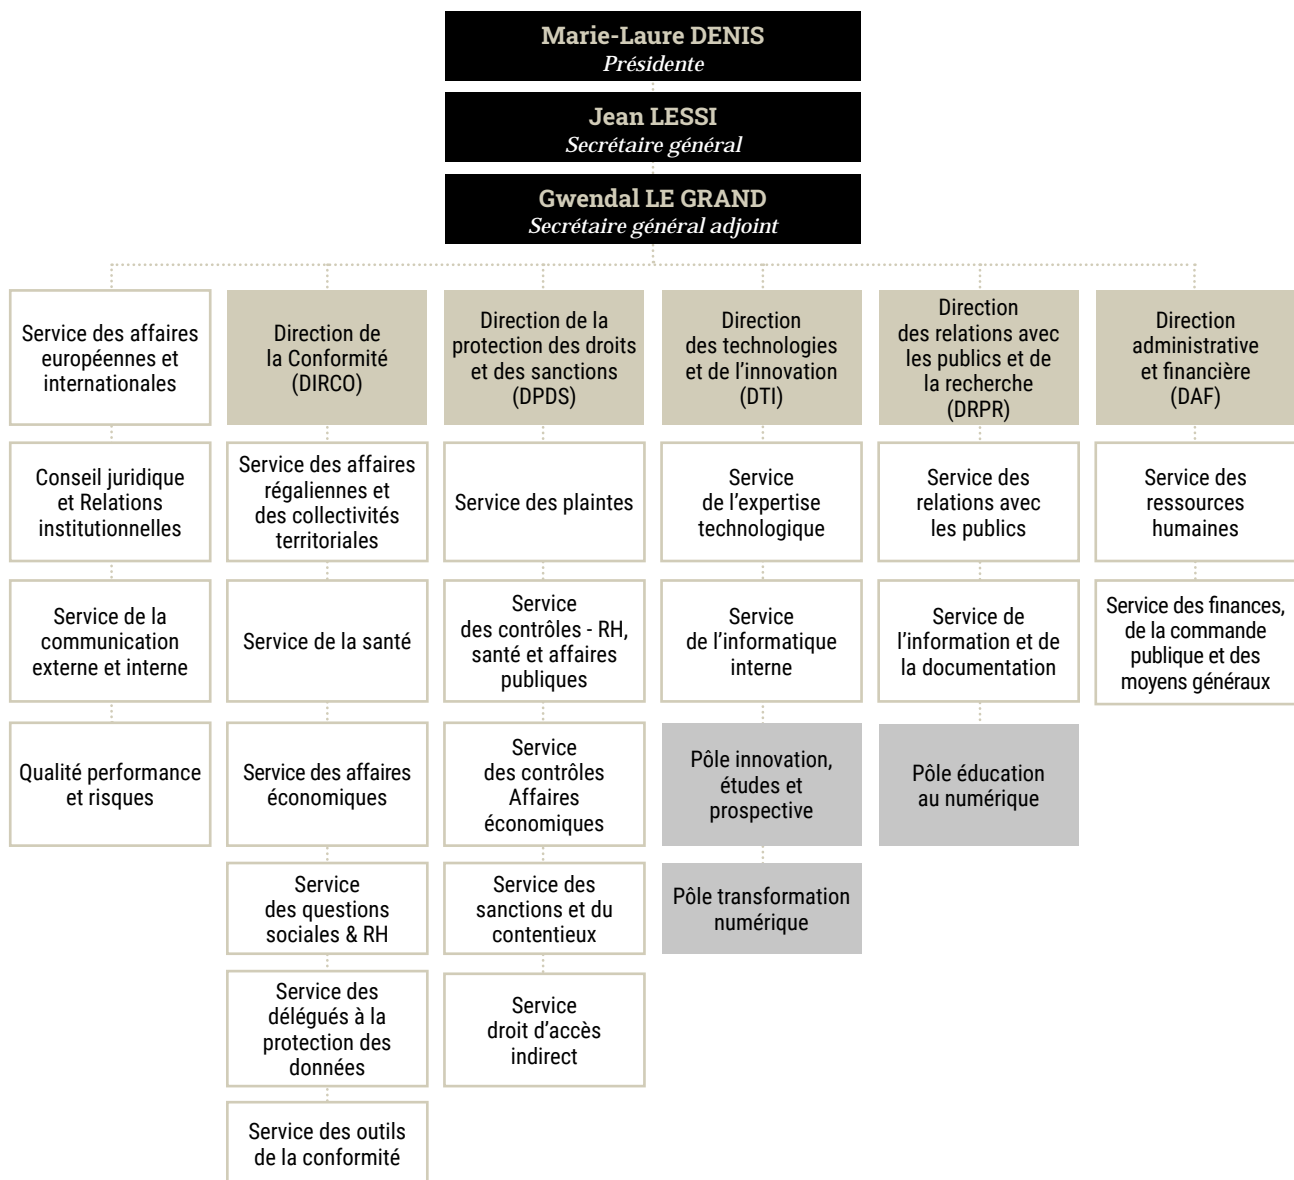 Marie-Laure DENIS
Présidente
Jean LESSI
Secrétaire général
Gwendal LE GRAND
Secrétaire général adjoint
Service des affaires
européennes et
internationales
Direction de
la Conformité
(DIRCO)
Direction de la
protection des droits
et des sanctions
(DPDS)
Direction
des technologies
et de l'innovation
(DTI)
Direction
des relations avec
les publics et de
la recherche
(DRPR)
Direction
administrative
et financière
(DAF)
Conseil juridique
et Relations
institutionnelles
Service des affaires
régaliennes et
des collectivités
territoriales
Service des plaintes
Service
de l'expertise
technologique
Service des
relations avec
les publics
Service des
ressources
humaines
Service de la
communication
externe et interne
Service de la santé
Service
des contrôles - RH,
santé et affaires
publiques
Service
de l'informatique
interne
Service de
l'information et de
la documentation
Service des finances,
de la commande
publique et des
moyens généraux
Qualité performance
et risques
Service des affaires
économiques
Service
des contrôles
Affaires
économiques
Pôle innovation,
études et
prospective
Pôle éducation
au numérique
Service
des questions
sociales & RH
Service des
sanctions et du
contentieux
Pôle transformation
numérique
Service des
délégués à la
protection des
données
Service
droit d'accès
indirect
Service des outils
de la conformité